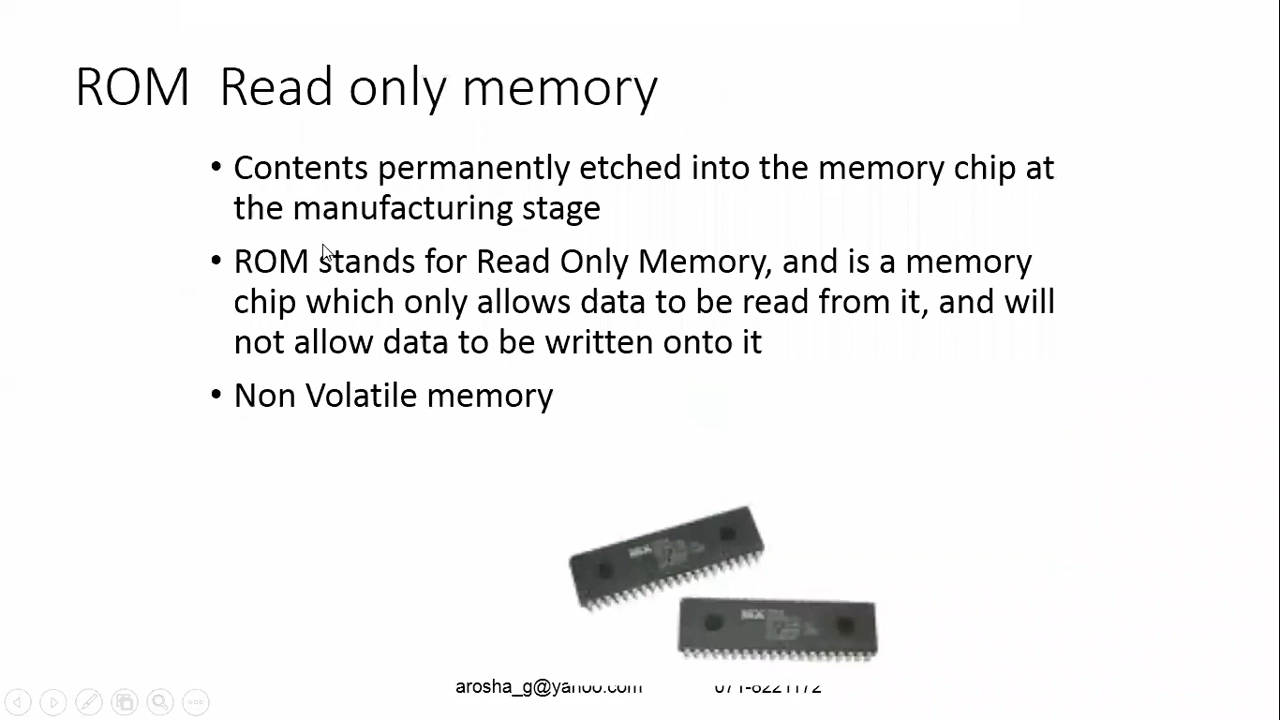 ROM Read only memory
• Contents permanently etched into the memory chip at
the manufacturing stage
• ROM stands for Read Only Memory, and is a memory
chip which only allows data to be read from it, and will
not allow data to be written onto it
• Non Volatile memory
arosha_g@yahoo.com 071-8221172